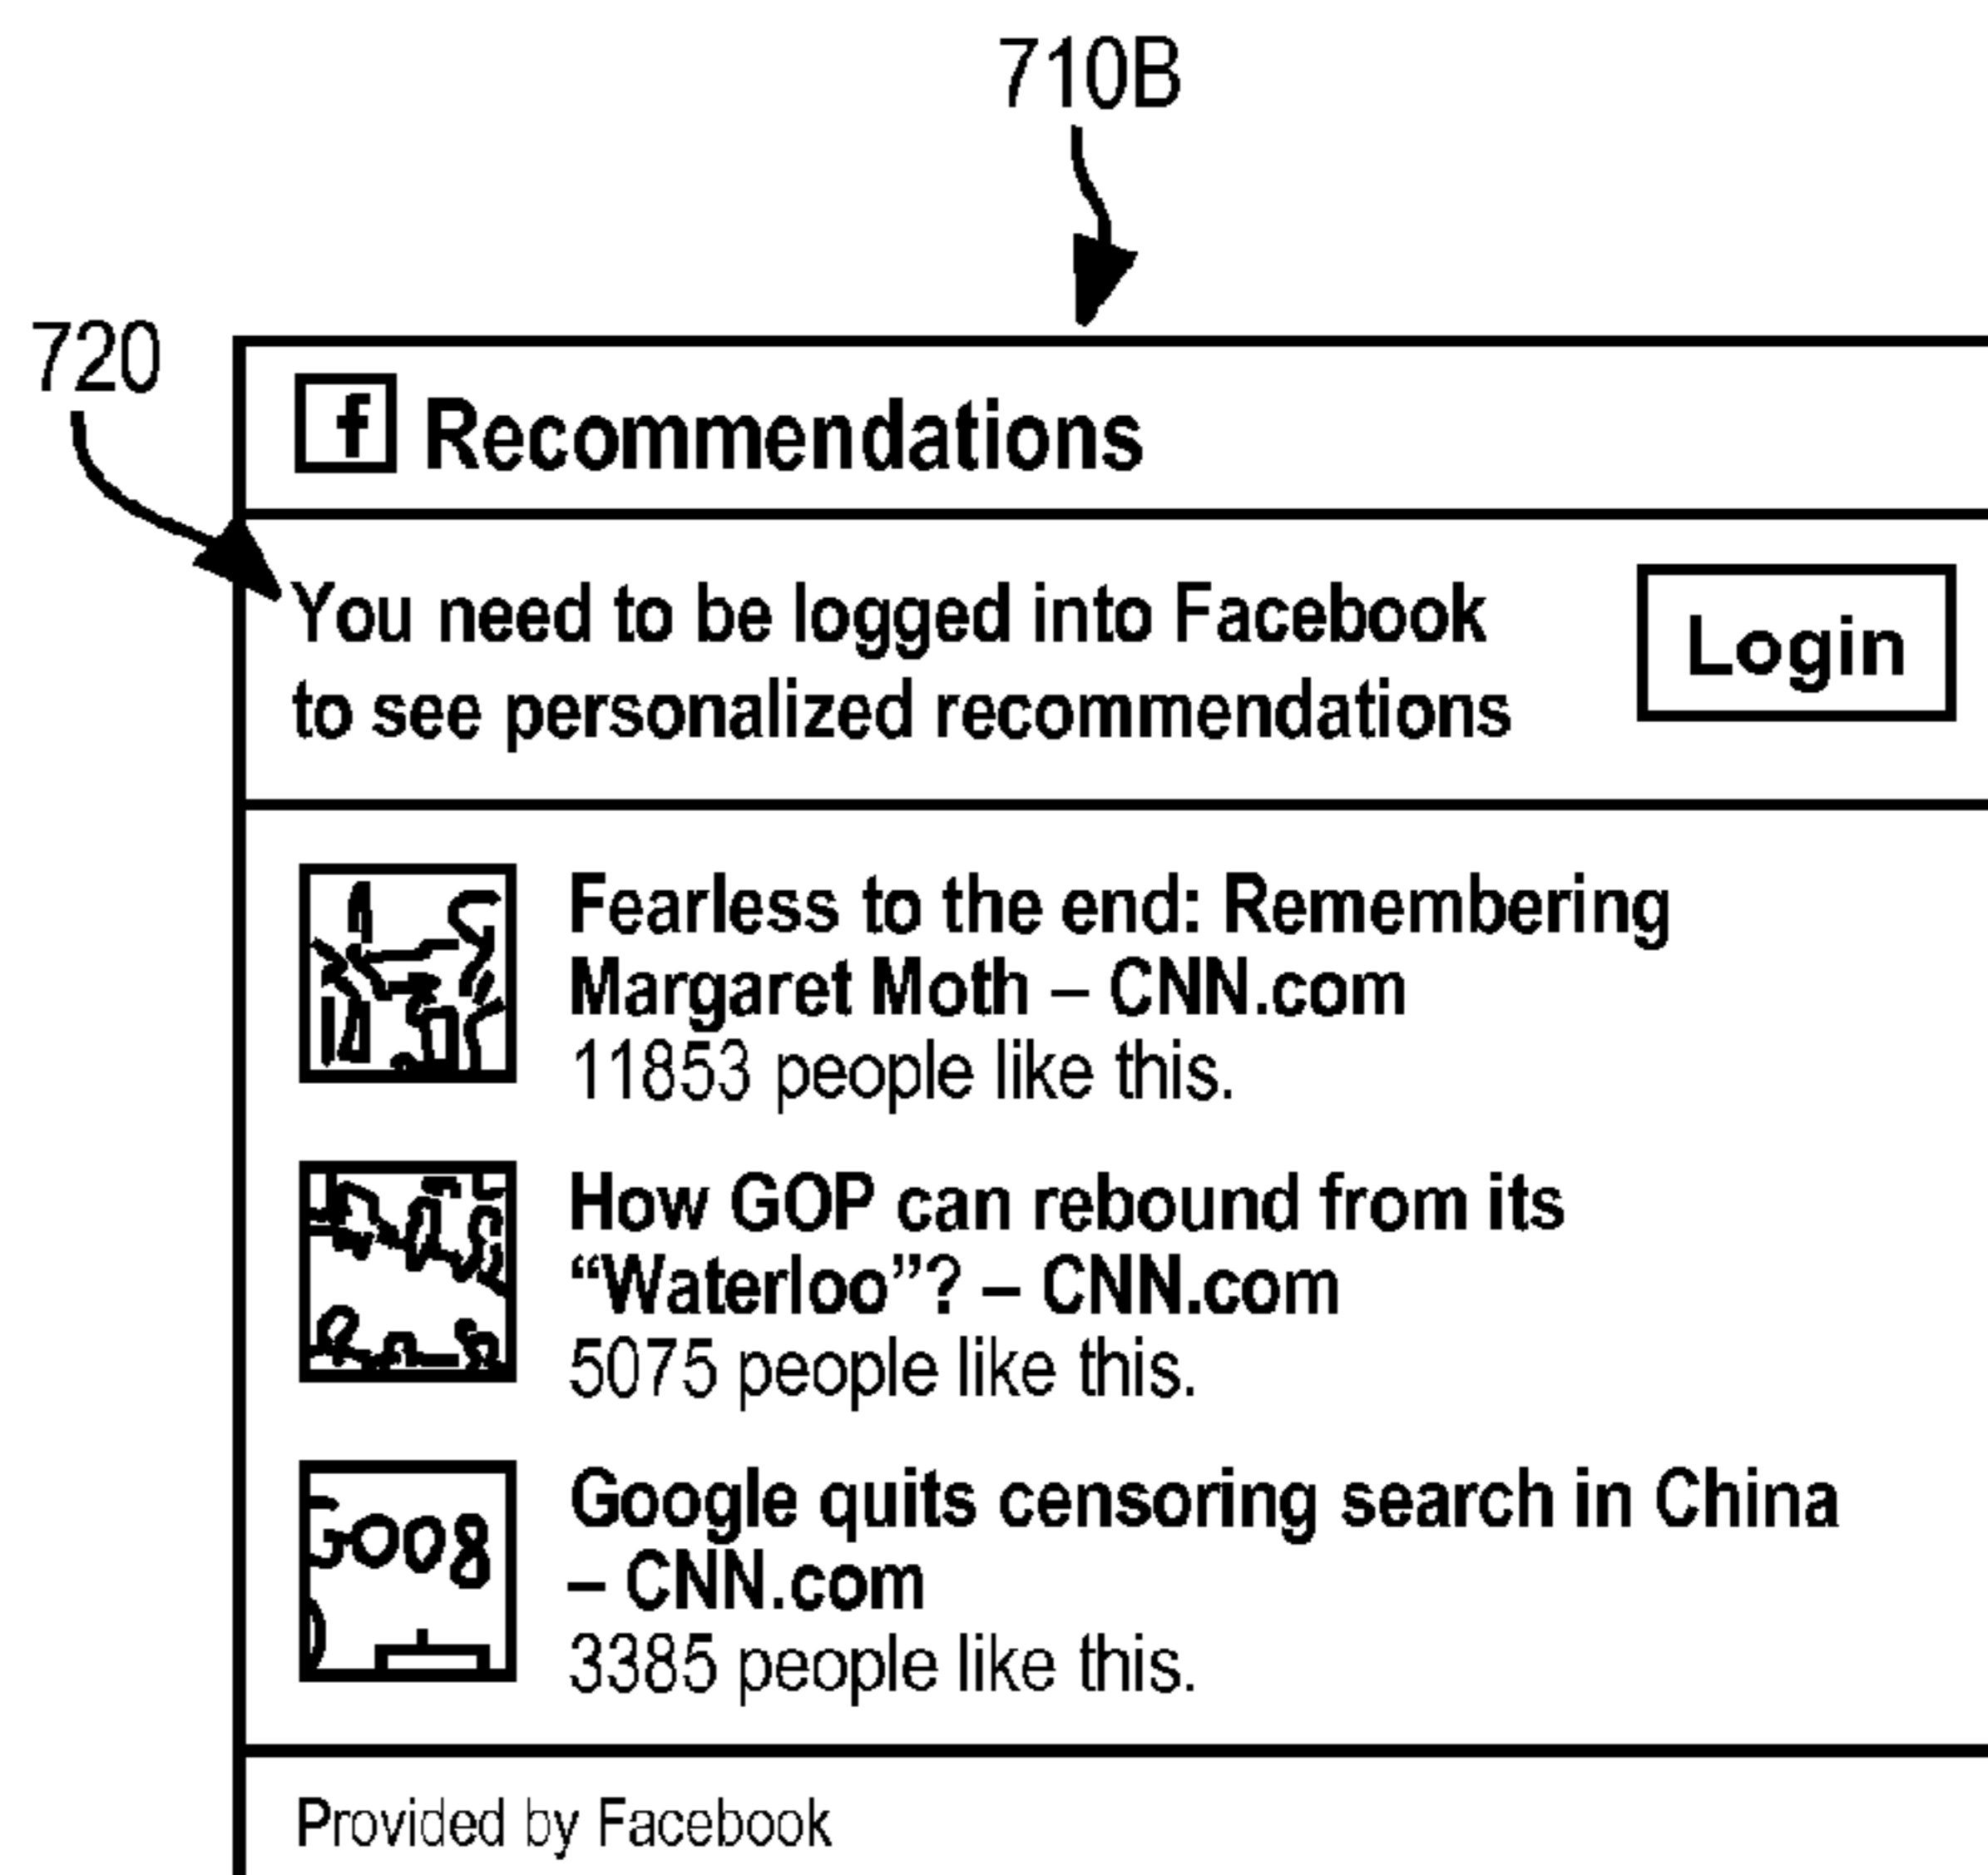 710B
720
f Recommendations
You need to be logged into Facebook
to see personalized recommendations
Login
Fearless to the end: Remembering
Margaret Moth – CNN.com
11853 people like this.
How GOP can rebound from its
“Waterloo”? – CNN.com
5075 people like this.
Goog
Google quits censoring search in China
– CNN.com
3385 people like this.
Provided by Facebook